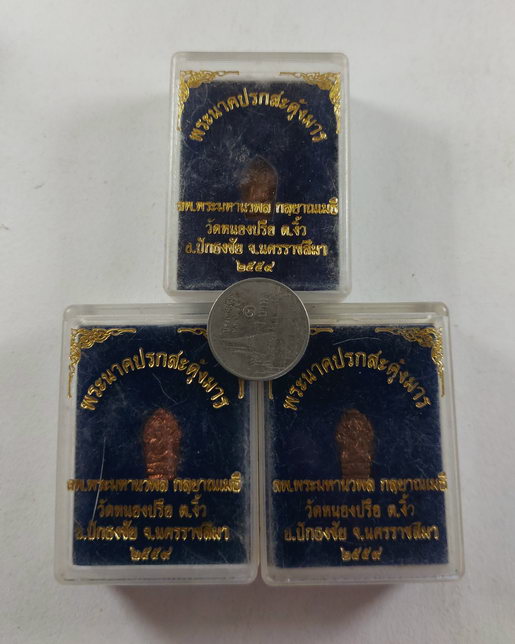 พระนาคปรกสะดุ้งมาร
ลพ.พระมหานวพล กลฺยาณเมธี
วัดหนองปรือ ต.งิ้ว
อ.ปักธงชัย จ.นครราชสีมา
๒๕๕๙
พระนาคปรกสะดุ้งมาร
ลพ.พระมหานวพล กลฺยาณเมธี
วัดหนองปรือ ต.งิ้ว
อ.ปักธงชัย จ.นครราชสีมา
๒๕๕๙
พระนาคปรกสะดุ้งมาร
ลพ.พระมหานวพล กลฺยาณเมธี
วัดหนองปรือ ต.งิ้ว
อ.ปักธงชัย จ.นครราชสีมา
๒๕๕๙